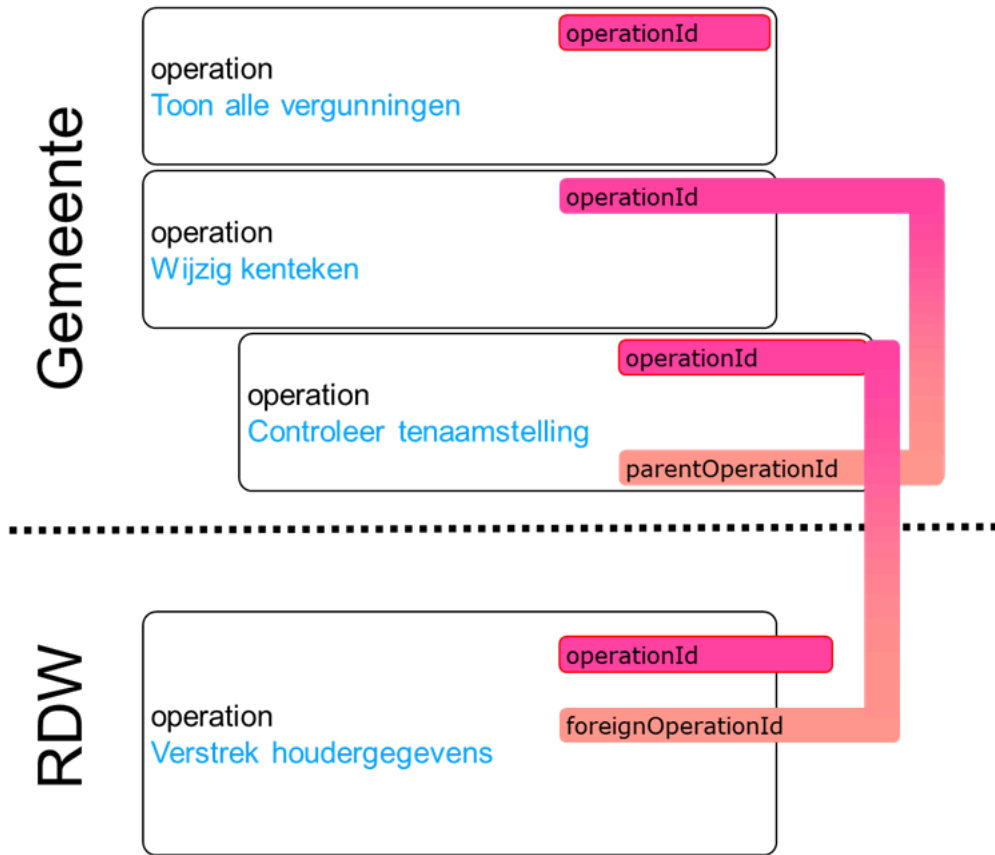 Gemeente
operationId
operation
Toon alle vergunningen
operationId
operation
Wijzig kenteken
operationId
operation
Controleer tenaamstelling
parentOperationId
RDW
operationId
operation
foreignOperationId
Verstrek houdergegevens